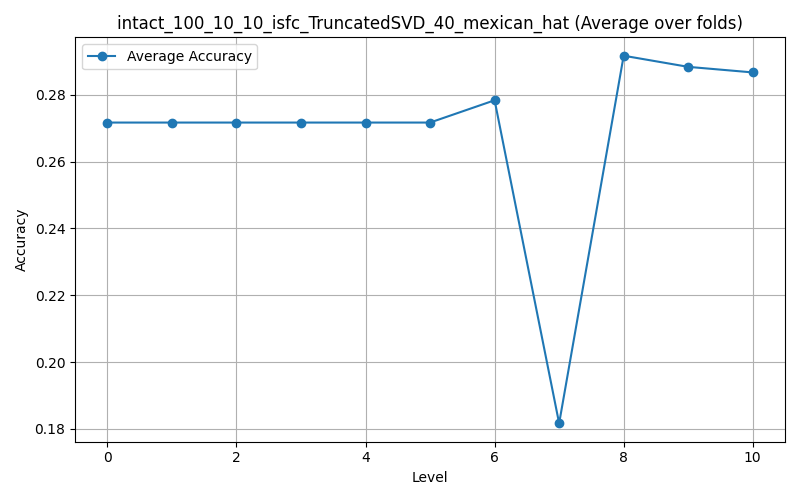 intact_100_10_10_isfc_TruncatedSVD_40_mexican_hat (Average over folds)
Average Accuracy
Accuracy
0.28
0.26
0.24
0.22
0.20
0.18
0 2 4 6 8 10
Level